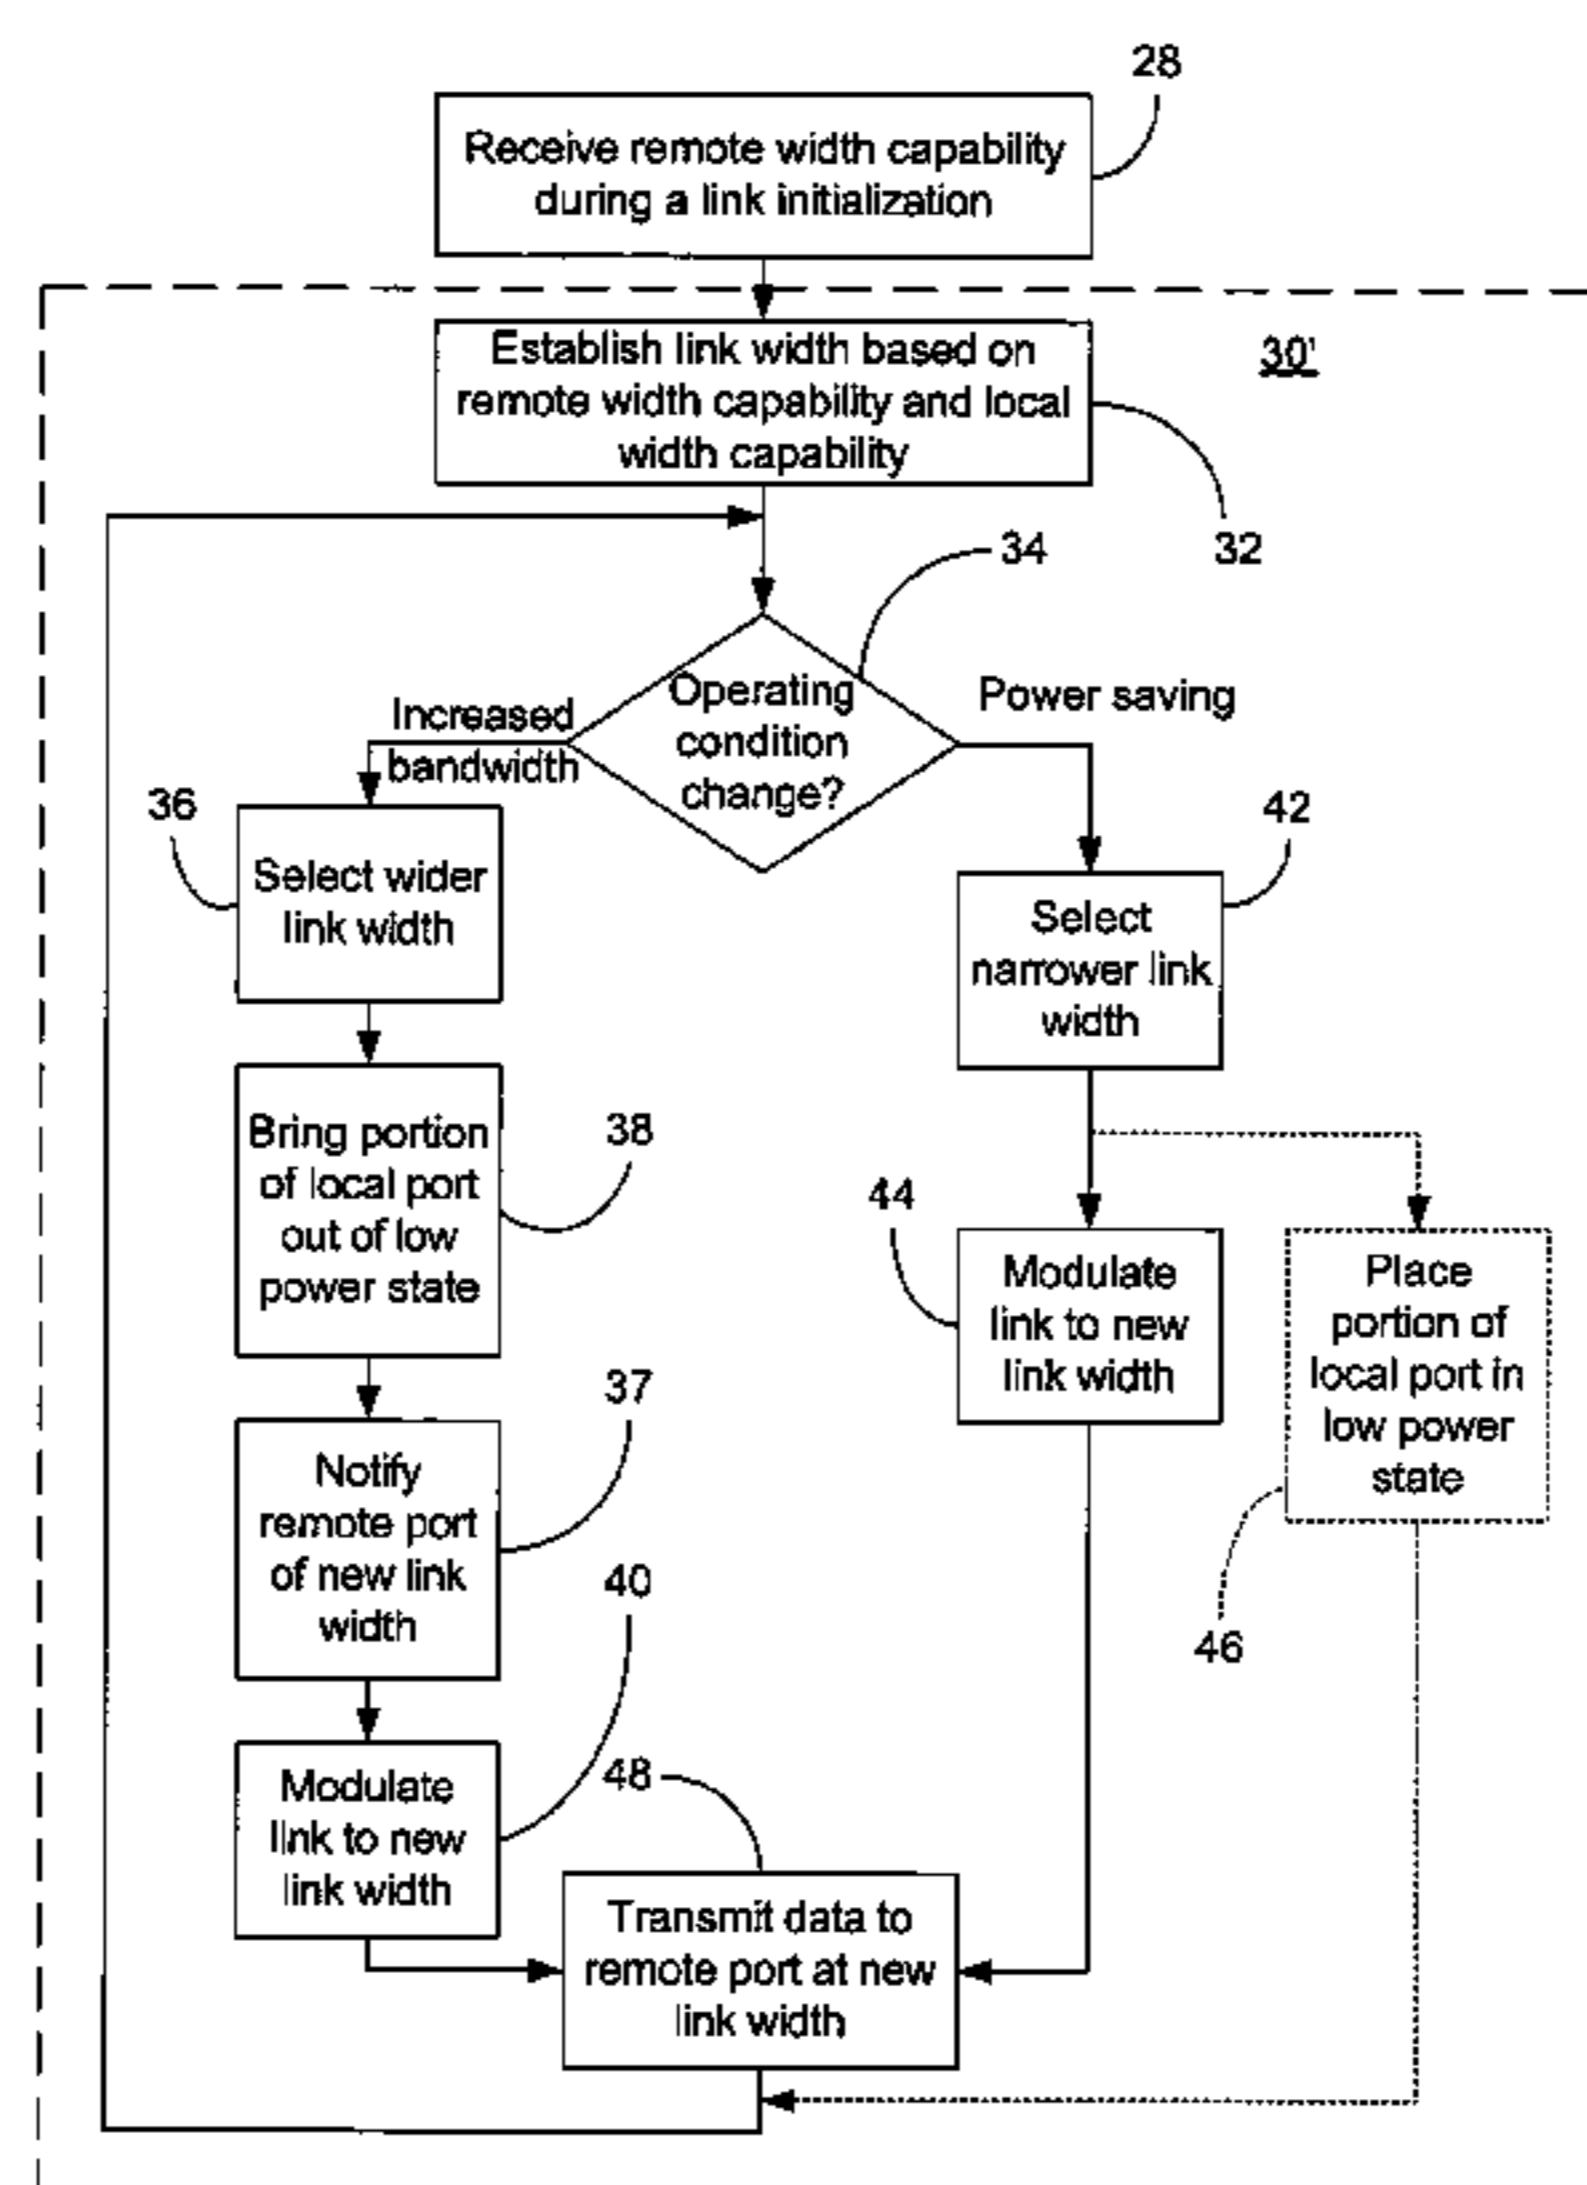 28
Receive remote width capability
during a link initialization
30'
Establish link width based on
remote width capability and local
width capability
32
34
Operating
condition
change?
Increased
bandwidth
Power saving
36
Select wider
link width
42
Select
narrower link
width
Bring portion
of local port
out of low
power state
38
44
Modulate
link to new
link width
Place
portion of
local port in
low power
state
46
37
Notify
remote port
of new link
width
40
Modulate
link to new
link width
48
Transmit data to
remote port at new
link width